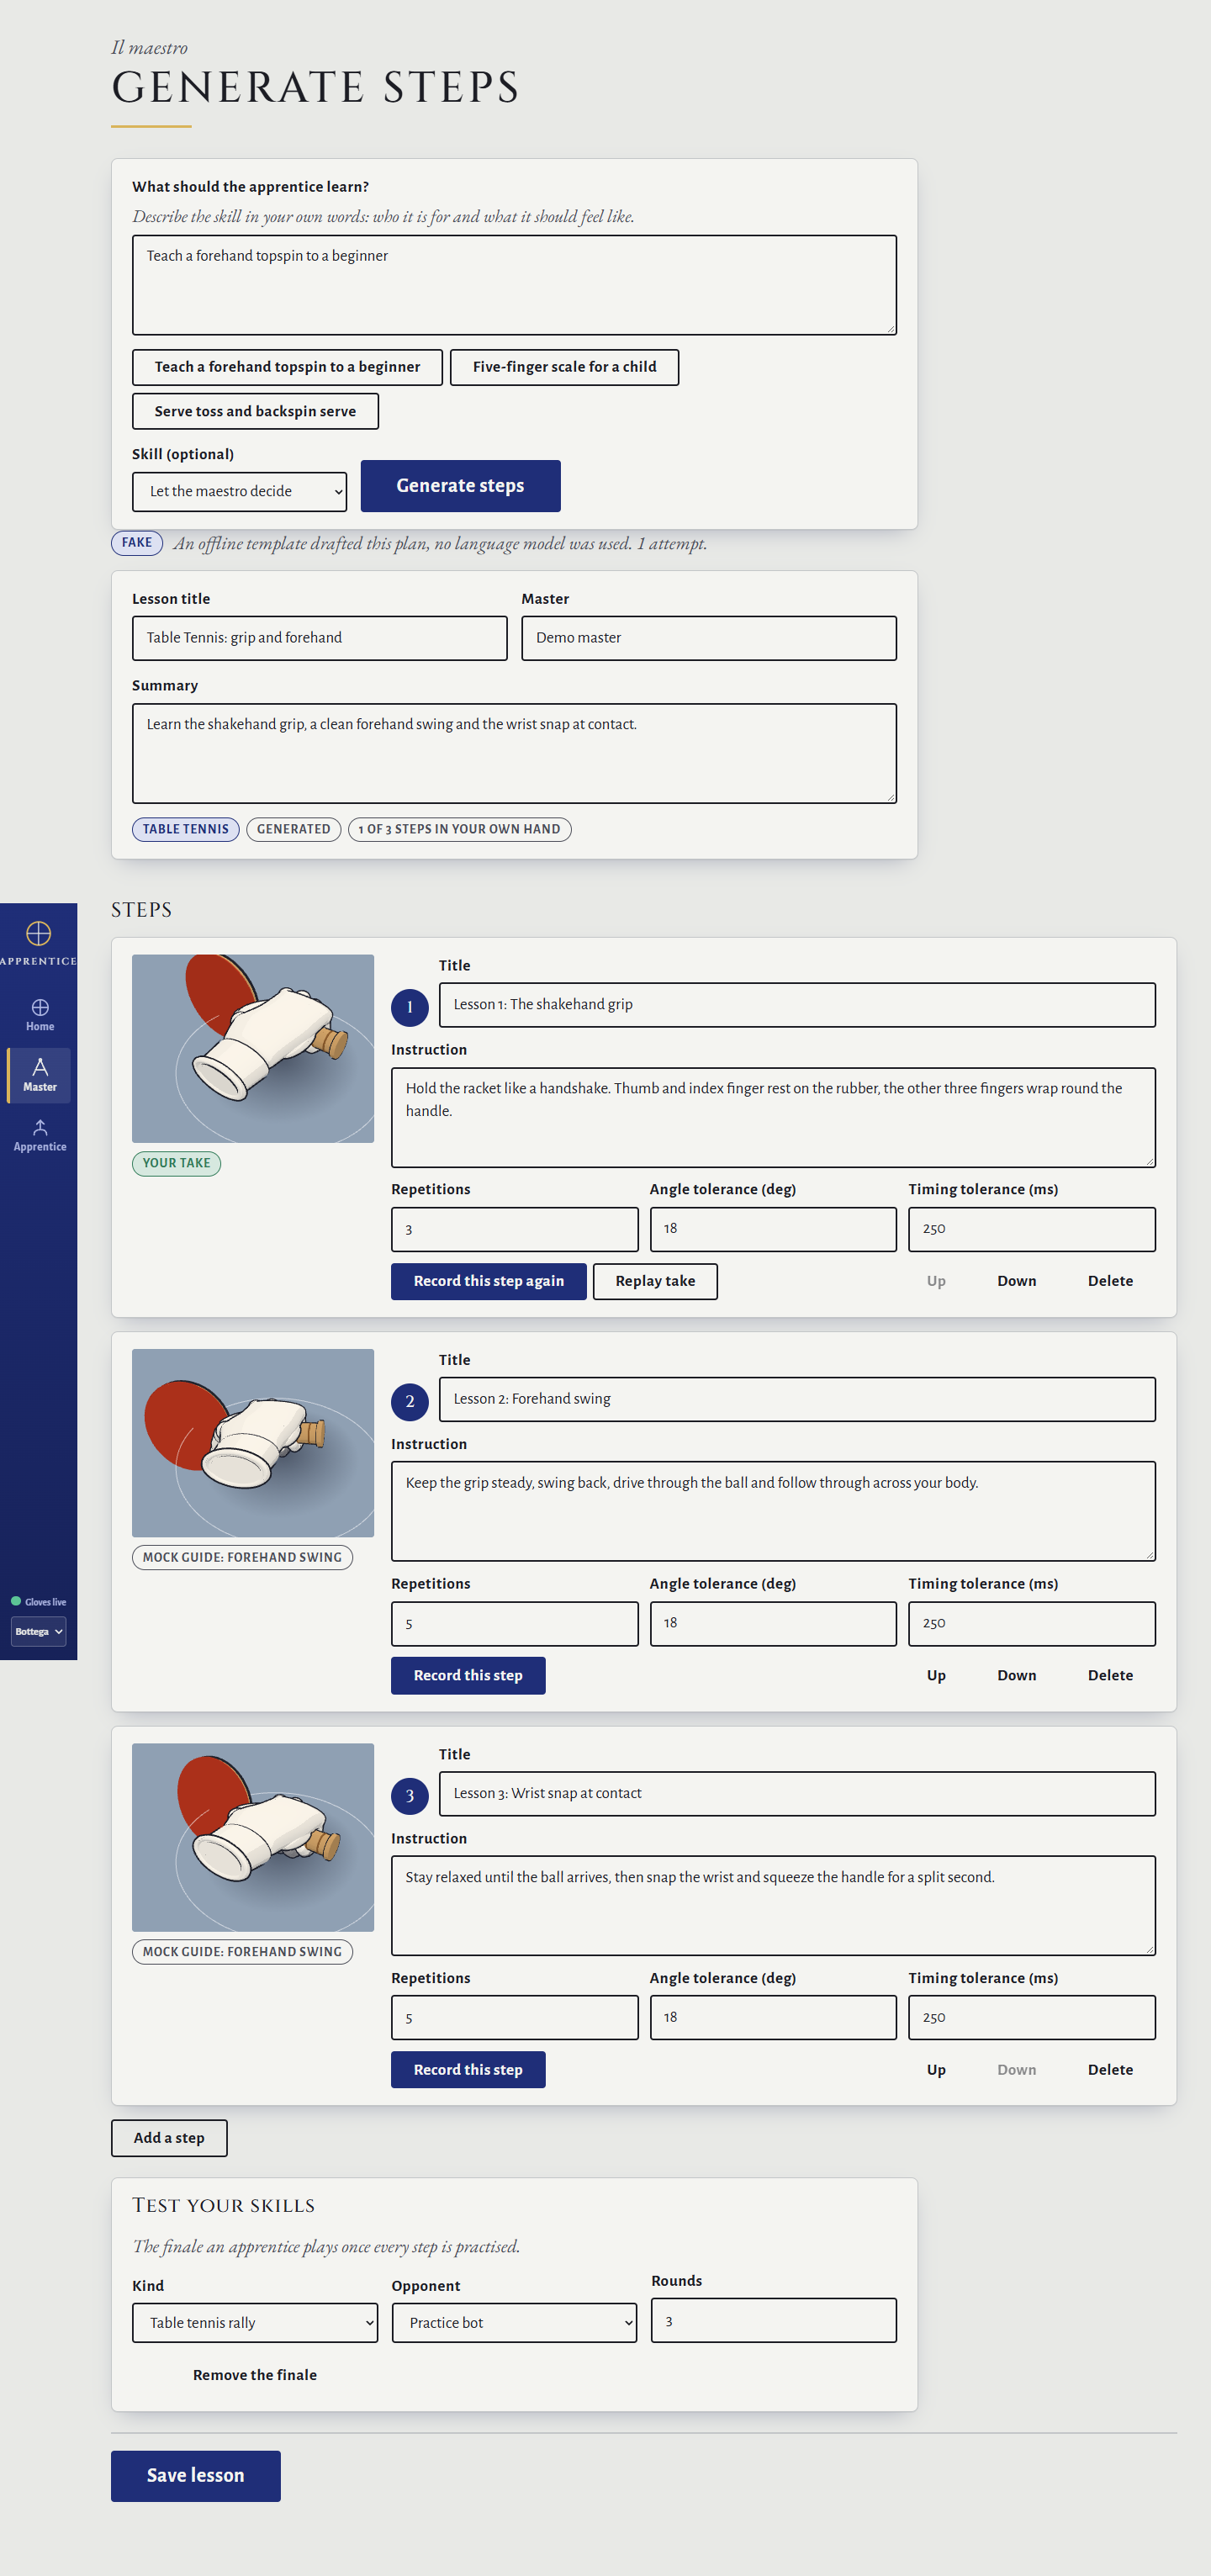 Il maestro
GENERATE STEPS
What should the apprentice learn?
Describe the skill in your own words: who it is for and what it should feel like.
Teach a forehand topspin to a beginner
Teach a forehand topspin to a beginner
Five-finger scale for a child
Serve toss and backspin serve
Skill (optional)
Let the maestro decide
Generate steps
FAKE
An offline template drafted this plan, no language model was used. 1 attempt.
Lesson title
Master
Table Tennis: grip and forehand
Demo master
Summary
Learn the shakehand grip, a clean forehand swing and the wrist snap at contact.
TABLE TENNIS
GENERATED
1 OF 3 STEPS IN YOUR OWN HAND
APPRENTICE
Home
Master
Apprentice
Gloves live
Bottega
STEPS
YOUR TAKE
1
Title
Lesson 1: The shakehand grip
Instruction
Hold the racket like a handshake. Thumb and index finger rest on the rubber, the other three fingers wrap round the
handle.
Repetitions
Angle tolerance (deg)
Timing tolerance (ms)
3
18
250
Record this step again
Replay take
Up
Down
Delete
MOCK GUIDE: FOREHAND SWING
2
Title
Lesson 2: Forehand swing
Instruction
Keep the grip steady, swing back, drive through the ball and follow through across your body.
Repetitions
Angle tolerance (deg)
Timing tolerance (ms)
5
18
250
Record this step
Up
Down
Delete
MOCK GUIDE: FOREHAND SWING
3
Title
Lesson 3: Wrist snap at contact
Instruction
Stay relaxed until the ball arrives, then snap the wrist and squeeze the handle for a split second.
Repetitions
Angle tolerance (deg)
Timing tolerance (ms)
5
18
250
Record this step
Up
Down
Delete
Add a step
TEST YOUR SKILLS
The finale an apprentice plays once every step is practised.
Kind
Opponent
Rounds
Table tennis rally
Practice bot
3
Remove the finale
Save lesson